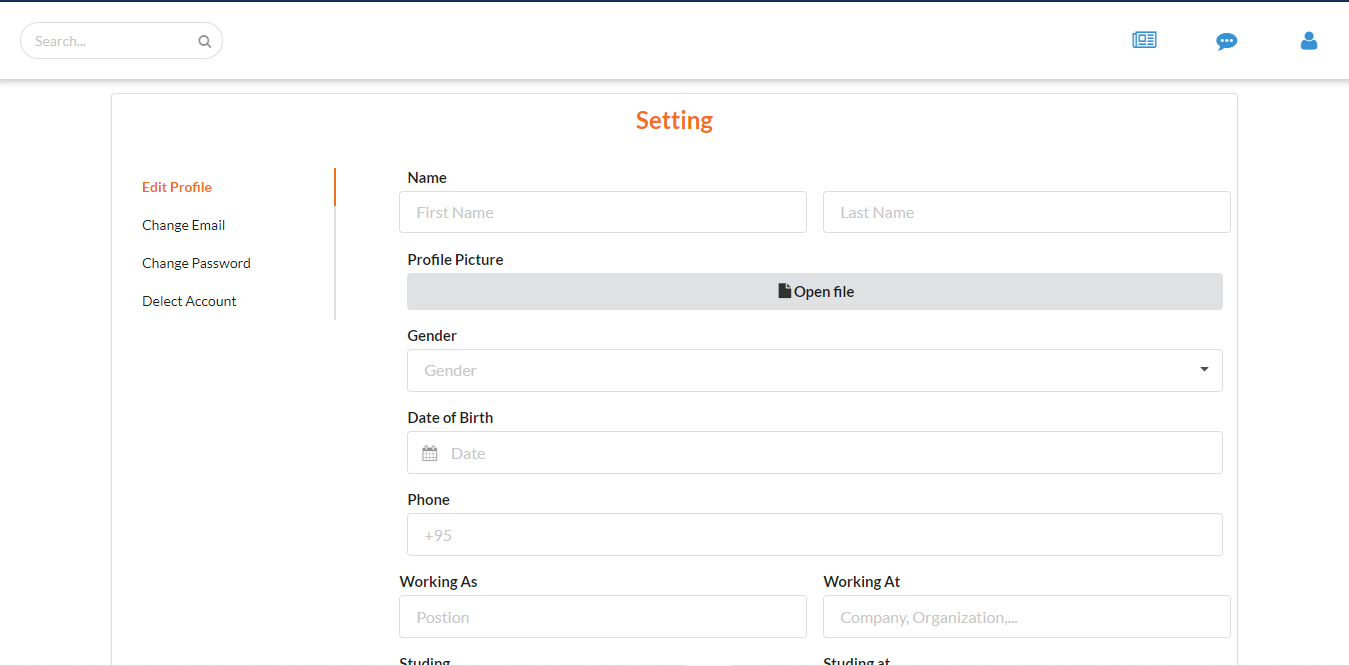 Search...
Setting
Edit Profile
Change Email
Change Password
Delect Account
Name
First Name
Last Name
Profile Picture
Open file
Gender
Gender
Date of Birth
Date
Phone
+95
Working As
Working At
Postion
Company, Organization,...
Studing
Studing at